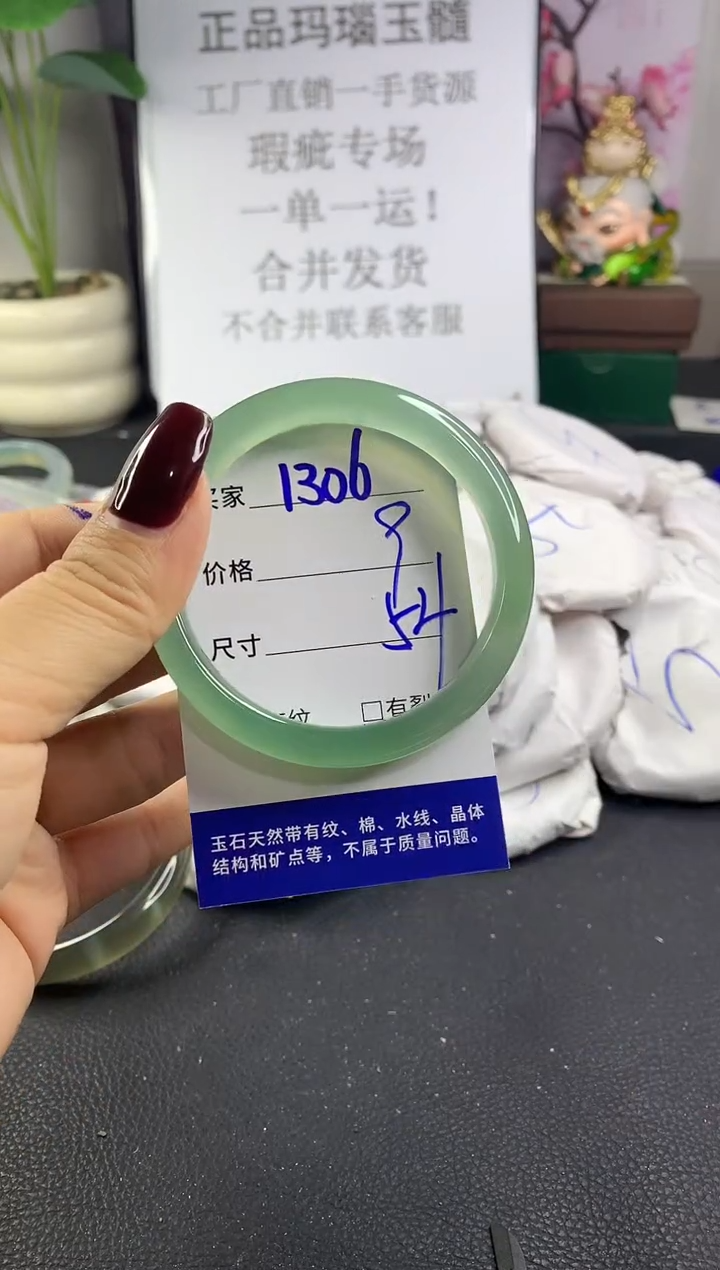 正品玛瑙玉髓
工厂直销一手货源
瑕疵专场
一单一运!
合并发货
不合并联系客服
家 1306
价格
尺寸 54
纹 □有裂
玉石天然带有纹、棉、水线、晶体
结构和矿点等，不属于质量问题。